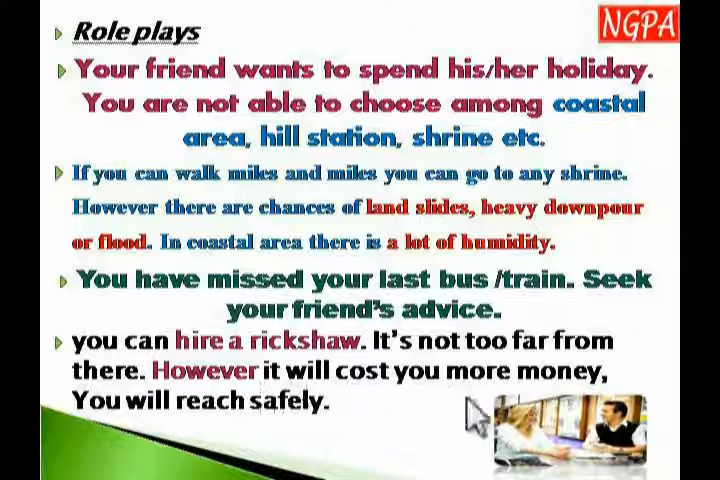 Role plays
NGPA
Your friend wants to spend his/her holiday.
You are not able to choose among coastal
area, hill station, shrine etc.
If you can walk miles and miles you can go to any shrine.
However there are chances of land slides, heavy downpour
or flood. In coastal area there is a lot of humidity.
You have missed your last bus /train. Seek
your friend's advice.
you can hire a rickshaw. It's not too far from
there. However it will cost you more money,
You will reach safely.